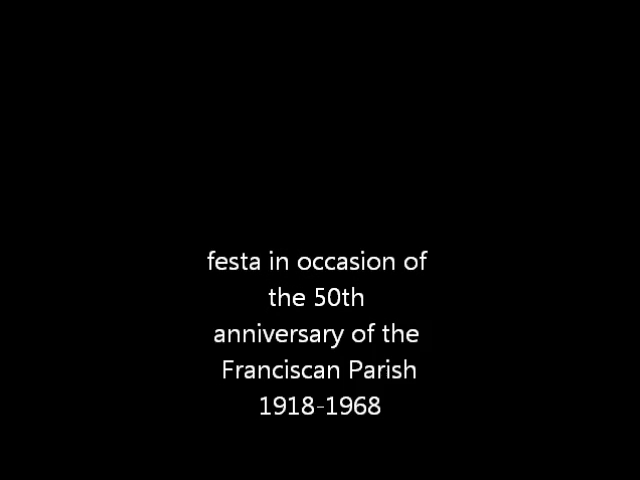 festa in occasion of
the 50th
anniversary of the
Franciscan Parish
1918-1968